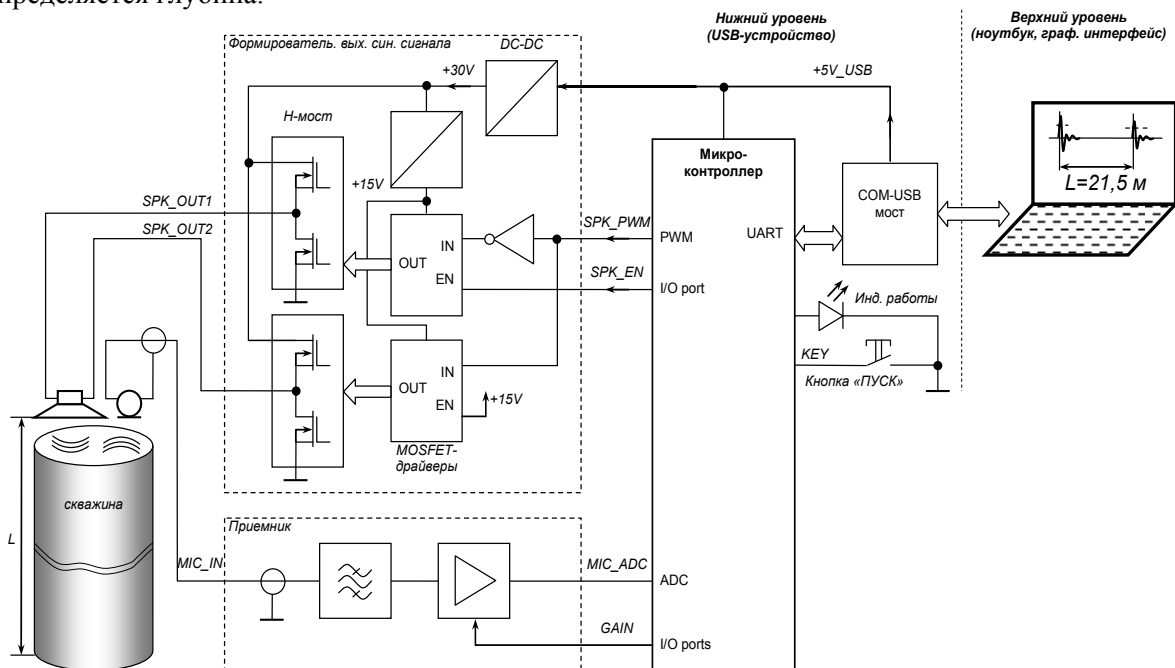 пределяется глубина.
Нижний уровень
(USB-устройство)
Верхний уровень
(ноутбук, граф. интерфейс)
Формирователь. вых. син. сигнала
DC-DC
+30V
+5V_USB
Н-мост
+15V
Микро-
контроллер
COM-USB
мост
L=21,5 м
SPK_OUT1
SPK_OUT2
OUT
IN
EN
SPK_PWM
SPK_EN
PWM
I/O port
UART
Инд. работы
KEY
Кнопка «ПУСК»
OUT
IN
EN
+15V
MOSFET-
драйверы
скважина
L
Приемник
MIC_IN
MIC_ADC
ADC
GAIN
I/O ports